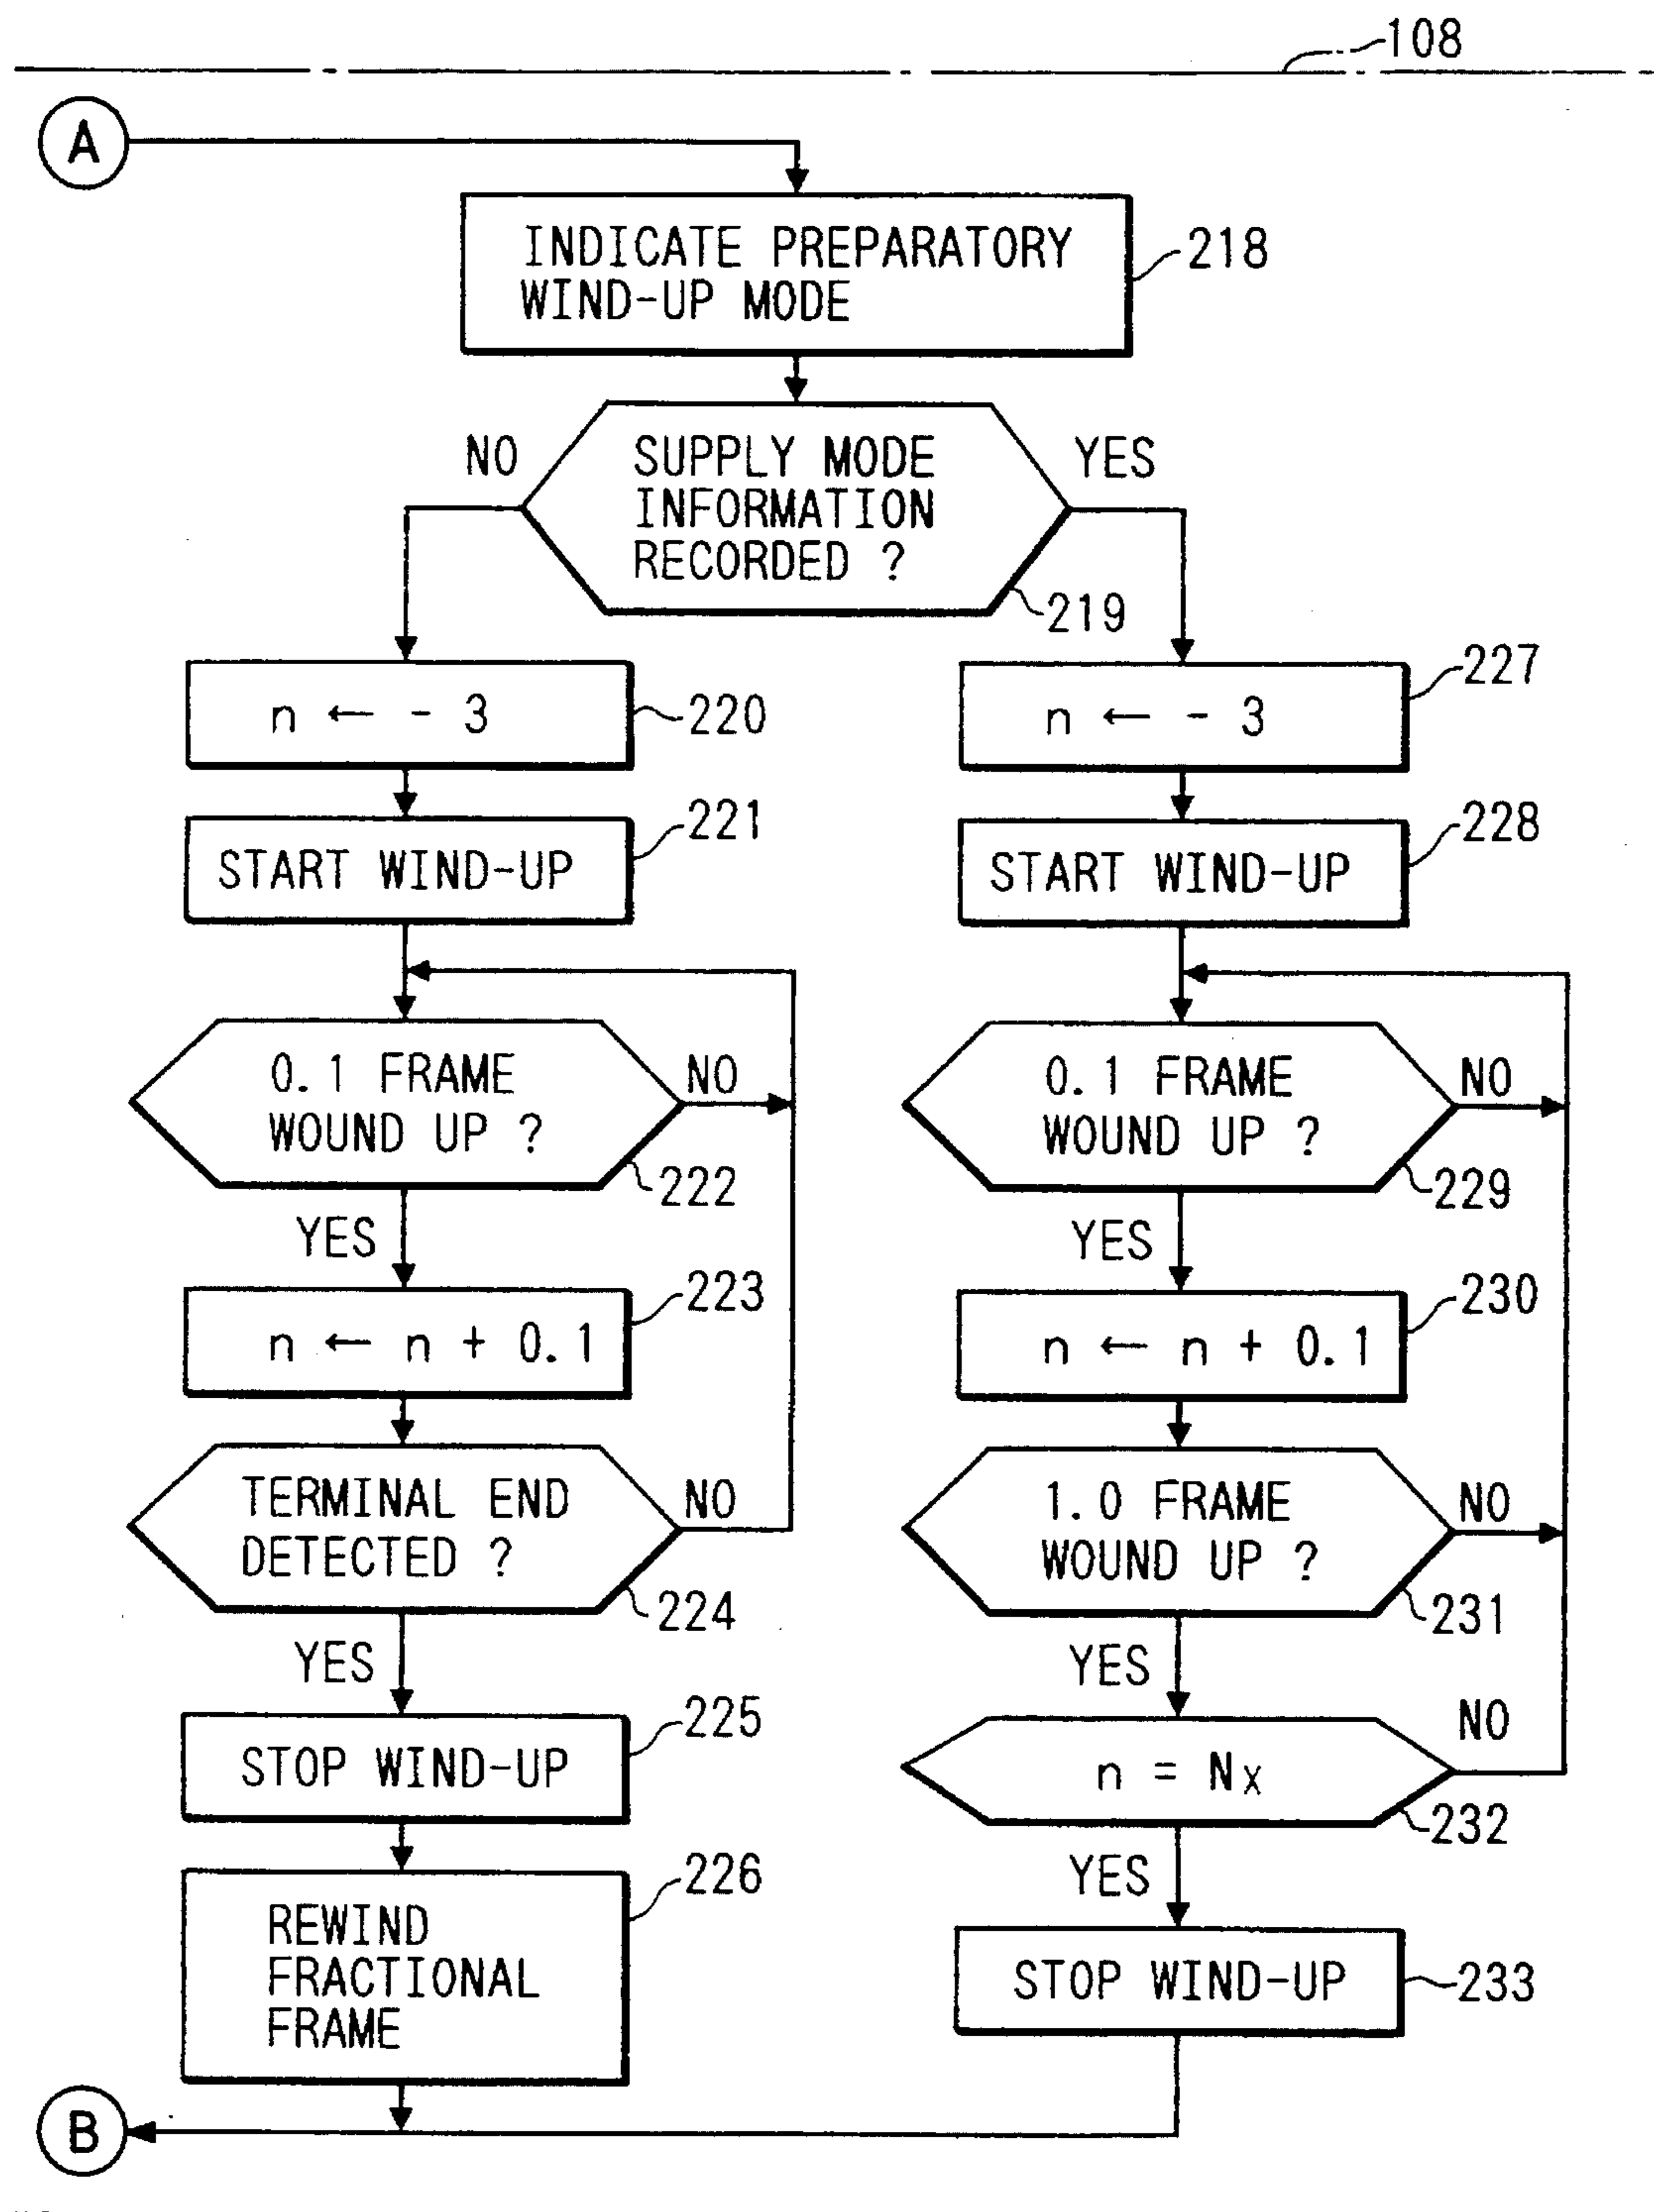 108
A
INDICATE PREPARATORY
WIND-UP MODE
218
NO
YES
SUPPLY MODE
INFORMATION
RECORDED ?
219
n ← - 3
220
START WIND-UP
221
0.1 FRAME
WOUND UP ?
NO
222
YES
n ← n + 0.1
223
TERMINAL END
DETECTED ?
NO
224
YES
STOP WIND-UP
225
REWIND
FRACTIONAL
FRAME
226
n ← - 3
227
START WIND-UP
228
0.1 FRAME
WOUND UP ?
NO
229
YES
n ← n + 0.1
230
1.0 FRAME
WOUND UP ?
NO
231
YES
n = Nx
NO
232
YES
STOP WIND-UP
233
B